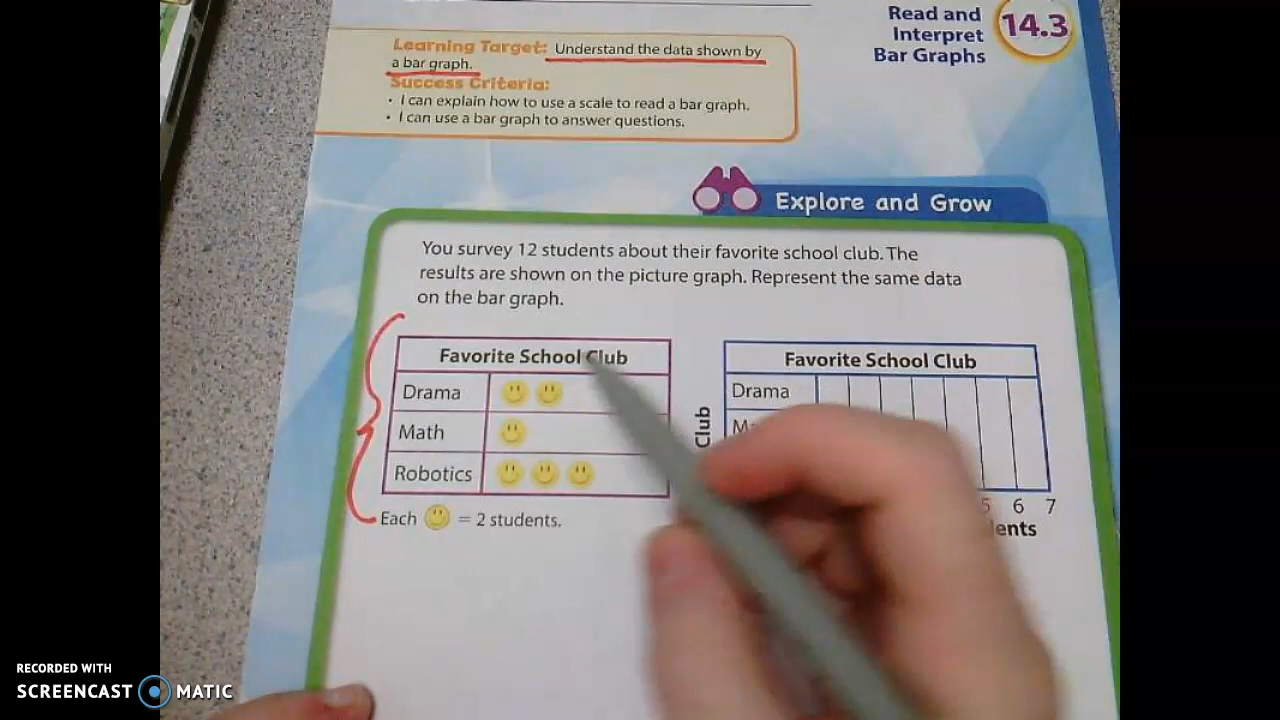 Read and
Interpret
Bar Graphs
14.3
Learning Target: Understand the data shown by
a bar graph.
Success Criteria:
• I can explain how to use a scale to read a bar graph.
• I can use a bar graph to answer questions.
Explore and Grow
You survey 12 students about their favorite school club. The
results are shown on the picture graph. Represent the same data
on the bar graph.
Favorite School Club
Drama
Math
Robotics
Each = 2 students.
Favorite School Club
Drama
Club
5 6 7
RECORDED WITH
SCREENCAST MATIC